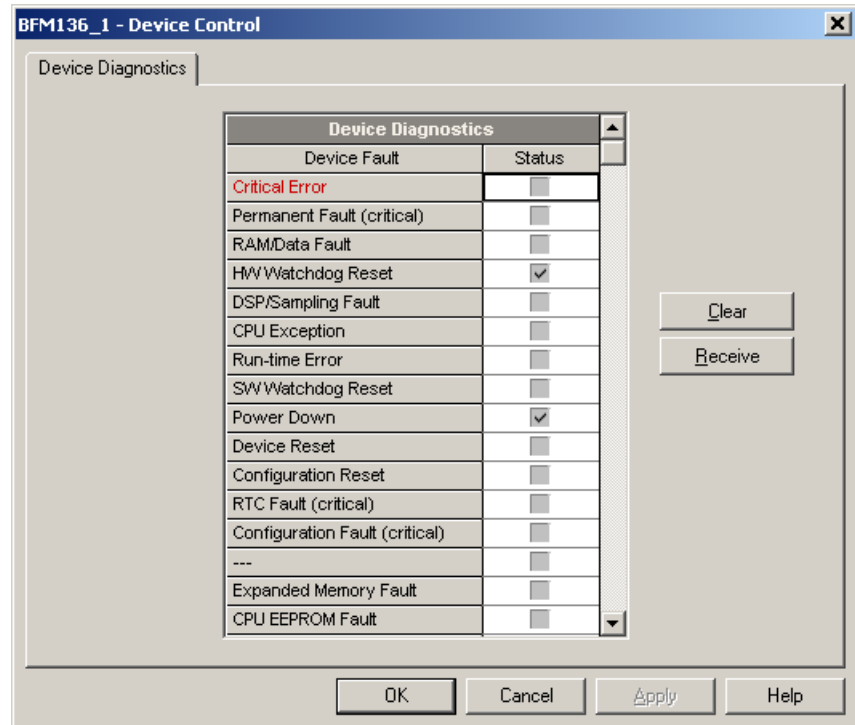 BFM136_1 - Device Control
Device Diagnostics
Device Diagnostics
Device Fault Status
Critical Error
Permanent Fault (critical)
RAM/Data Fault
HW Watchdog Reset
DSP/Sampling Fault
CPU Exception
Run-time Error
SW Watchdog Reset
Power Down
Device Reset
Configuration Reset
RTC Fault (critical)
Configuration Fault (critical)
---
Expanded Memory Fault
CPU EEPROM Fault
Clear
Receive
OK Cancel Apply Help